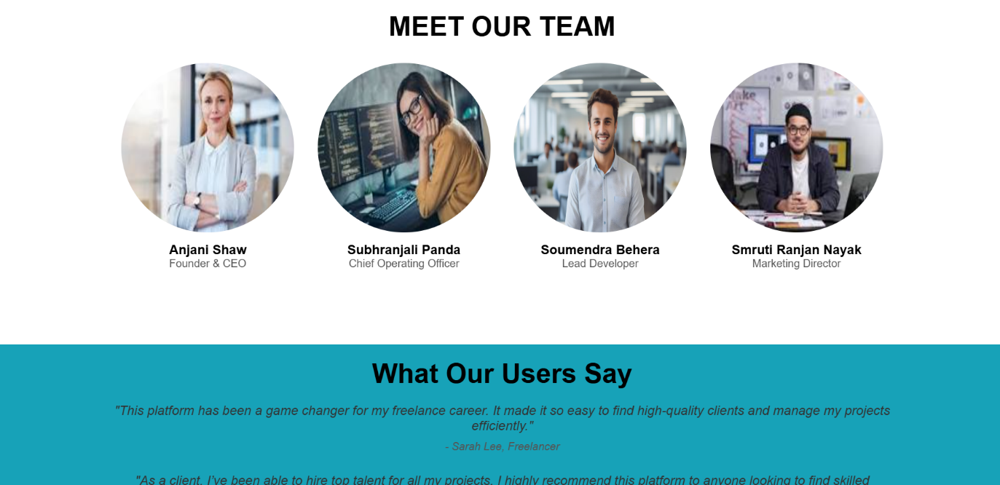 MEET OUR TEAM
Make
Art
Anjani Shaw
Founder & CEO
Subhranjali Panda
Chief Operating Officer
Soumendra Behera
Lead Developer
Smruti Ranjan Nayak
Marketing Director
What Our Users Say
"This platform has been a game changer for my freelance career. It made it so easy to find high-quality clients and manage my projects
efficiently."
- Sarah Lee, Freelancer
"As a client, I've been able to hire top talent for all my projects. I highly recommend this platform to anyone looking to find skilled